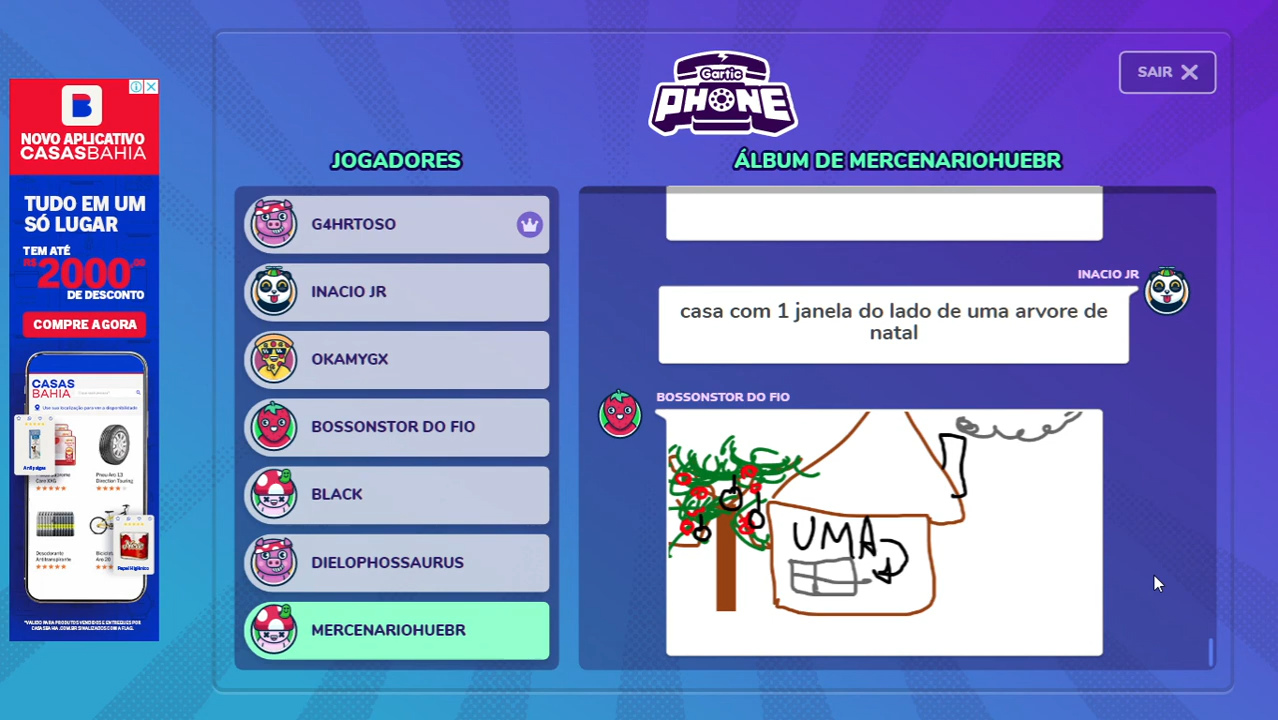 NOVO APLICATIVO
CASASBAHIA
TUDO EM UM
SÓ LUGAR
TEM ATÉ
R$ 2000,00
DE DESCONTO
COMPRE AGORA
CASAS
BAHIA
Gartic
PHONE
SAIR
JOGADORES
G4HRTOSO
INACIO JR
OKAMYGX
BOSSONSTOR DO FIO
BLACK
DIELOPHOSSAURUS
MERCENARIOHUEBR
ÁLBUM DE MERCENARIOHUEBR
INACIO JR
casa com 1 janela do lado de uma arvore de
natal
BOSSONSTOR DO FIO
UMA